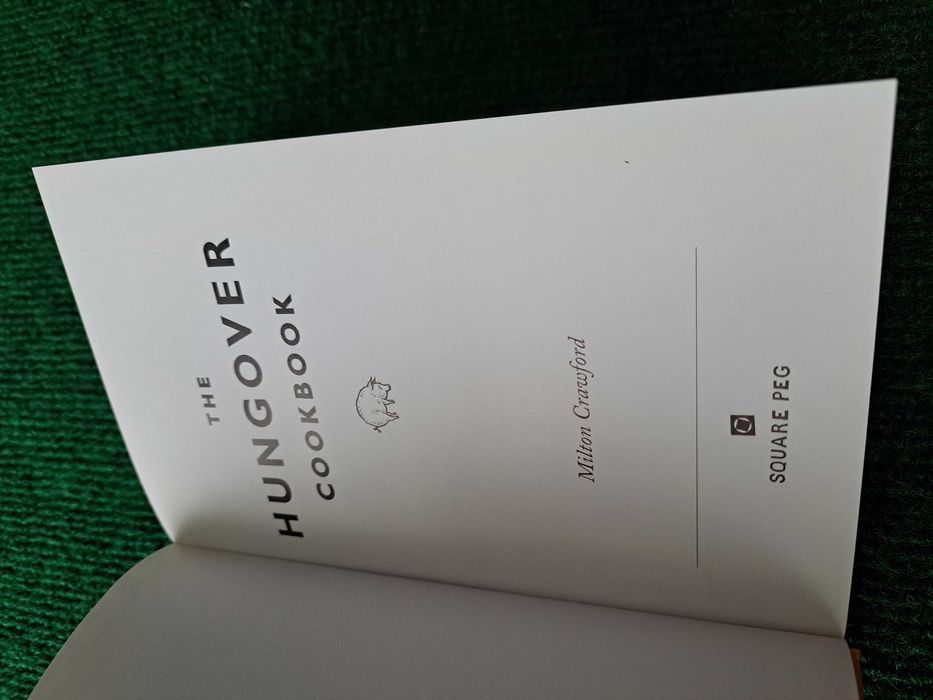 THE
HUNGOVER
COOKBOOK
Milton Crawford
SQUARE PEG